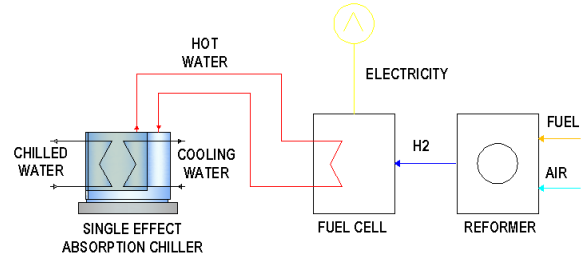 HOT
WATER
ELECTRICITY
FUEL
H2
CHILLED
WATER
COOLING
WATER
AIR
SINGLE EFFECT
ABSORPTION CHILLER
FUEL CELL
REFORMER